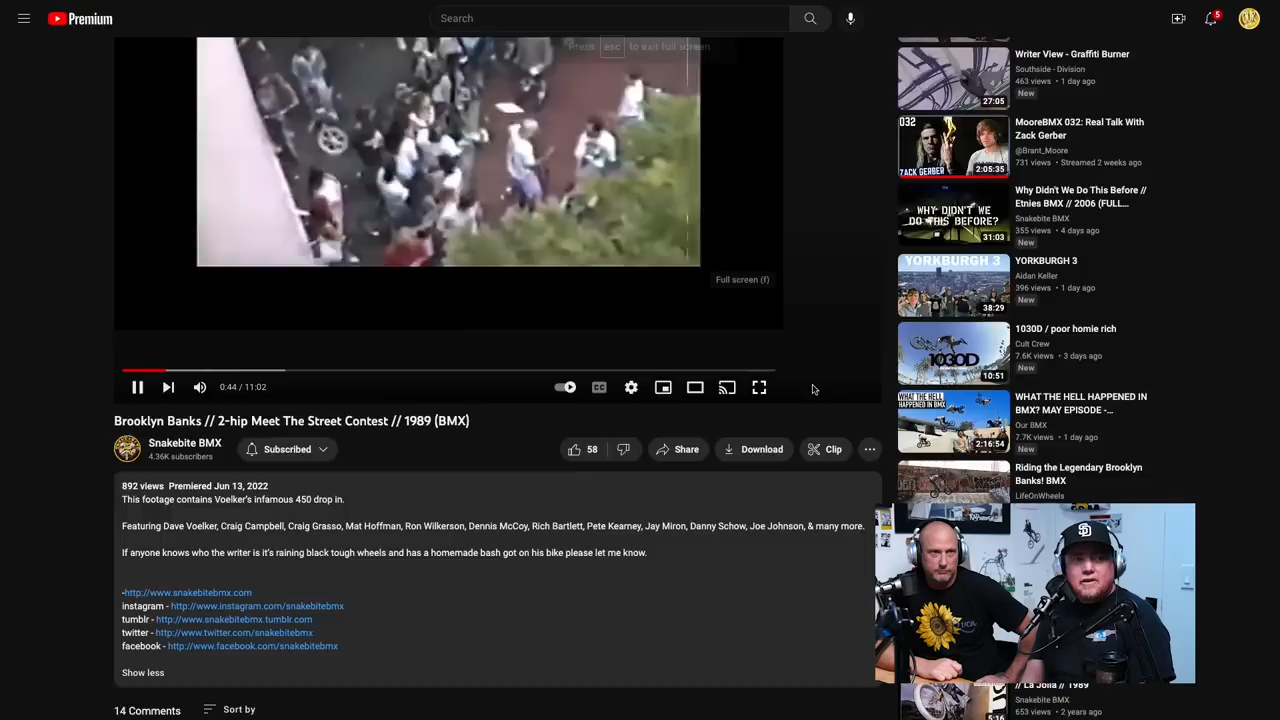 Premium
Search
5
Press esc to exit full screen
Full screen (f)
0:44 / 11:02
CC
Brooklyn Banks // 2-hip Meet The Street Contest // 1989 (BMX)
Snakebite BMX
4.36K subscribers
Subscribed
58
Share
Download
Clip
892 views Premiered Jun 13, 2022
This footage contains Voelker's infamous 450 drop in.
Featuring Dave Voelker, Craig Campbell, Craig Grasso, Mat Hoffman, Ron Wilkerson, Dennis McCoy, Rich Bartlett, Pete Kearney, Jay Miron, Danny Schow, Joe Johnson, & many more.
If anyone knows who the writer is it's raining black tough wheels and has a homemade bash got on his bike please let me know.
-http://www.snakebitebmx.com
instagram - http://www.instagram.com/snakebitebmx
tumblr - http://www.snakebitebmx.tumblr.com
twitter - http://www.twitter.com/snakebitebmx
facebook - http://www.facebook.com/snakebitebmx
Show less
14 Comments
Sort by
27:05
Writer View - Graffiti Burner
Southside - Division
463 views • 1 day ago
New
032
ZACK GERBER
2:05:35
MooreBMX 032: Real Talk With
Zack Gerber
@Brant_Moore
731 views • Streamed 2 weeks ago
WHY DIDN'T WE
DO THIS BEFORE?
31:03
Why Didn't We Do This Before //
Etnies BMX // 2006 (FULL...
Snakebite BMX
355 views • 4 days ago
New
YORKBURGH 3
38:29
YORKBURGH 3
Aidan Keller
396 views • 1 day ago
New
1030D
10:51
1030D / poor homie rich
Cult Crew
7.6K views • 3 days ago
New
WHAT THE HELL
HAPPENED IN BMX?
2:16:54
WHAT THE HELL HAPPENED IN
BMX? MAY EPISODE -...
Our BMX
7.7K views • 1 day ago
New
Riding the Legendary Brooklyn
Banks! BMX
LifeOnWheels
SD
// La Jolla // 1989
Snakebite BMX
653 views • 2 years ago
5:16